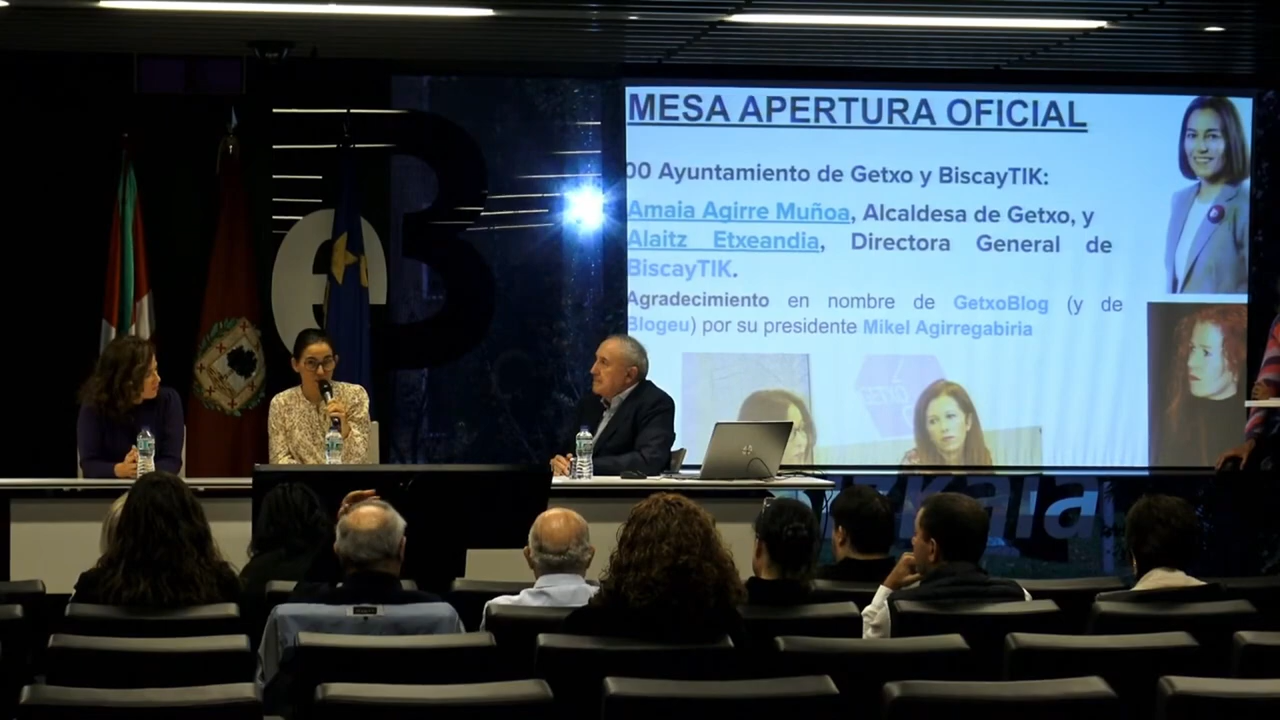 MESA APERTURA OFICIAL
00 Ayuntamiento de Getxo y BiscayTIK:
Amaia Agirre Muñoa, Alcaldesa de Getxo, y
Alaitz Etxeandia, Directora General de
BiscayTIK.
Agradecimiento en nombre de GetxoBlog (y de
Blogeu) por su presidente Mikel Agirregabiria